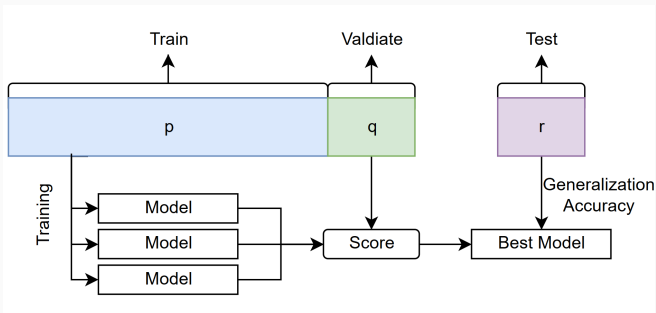 Train
Valdiate
Test
p
q
r
Training
Model
Model
Model
Score
Best Model
Generalization
Accuracy